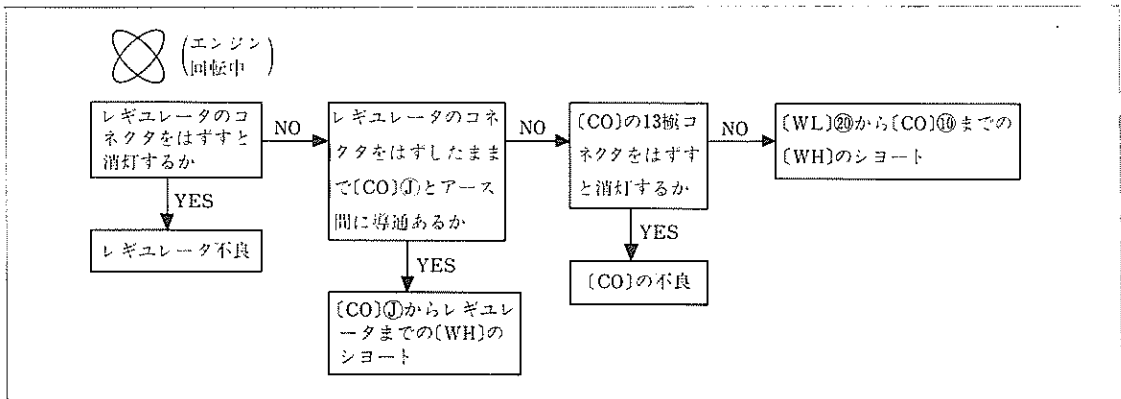 (エンジン
回転中)
レギユレータのコ
ネクタをはずすと
消灯するか
NO
レギユレータのコネ
クタをはずしたまま
で〔CO〕Ⓙとアース
間に導通あるか
NO
〔CO〕の13極コ
ネクタをはずす
と消灯するか
NO
〔WL〕⑳から〔CO〕⑩までの
〔WH〕のシヨート
YES
レギユレータ不良
YES
〔CO〕Ⓙからレギユレ
ータまでの〔WH〕の
シヨート
YES
〔CO〕の不良